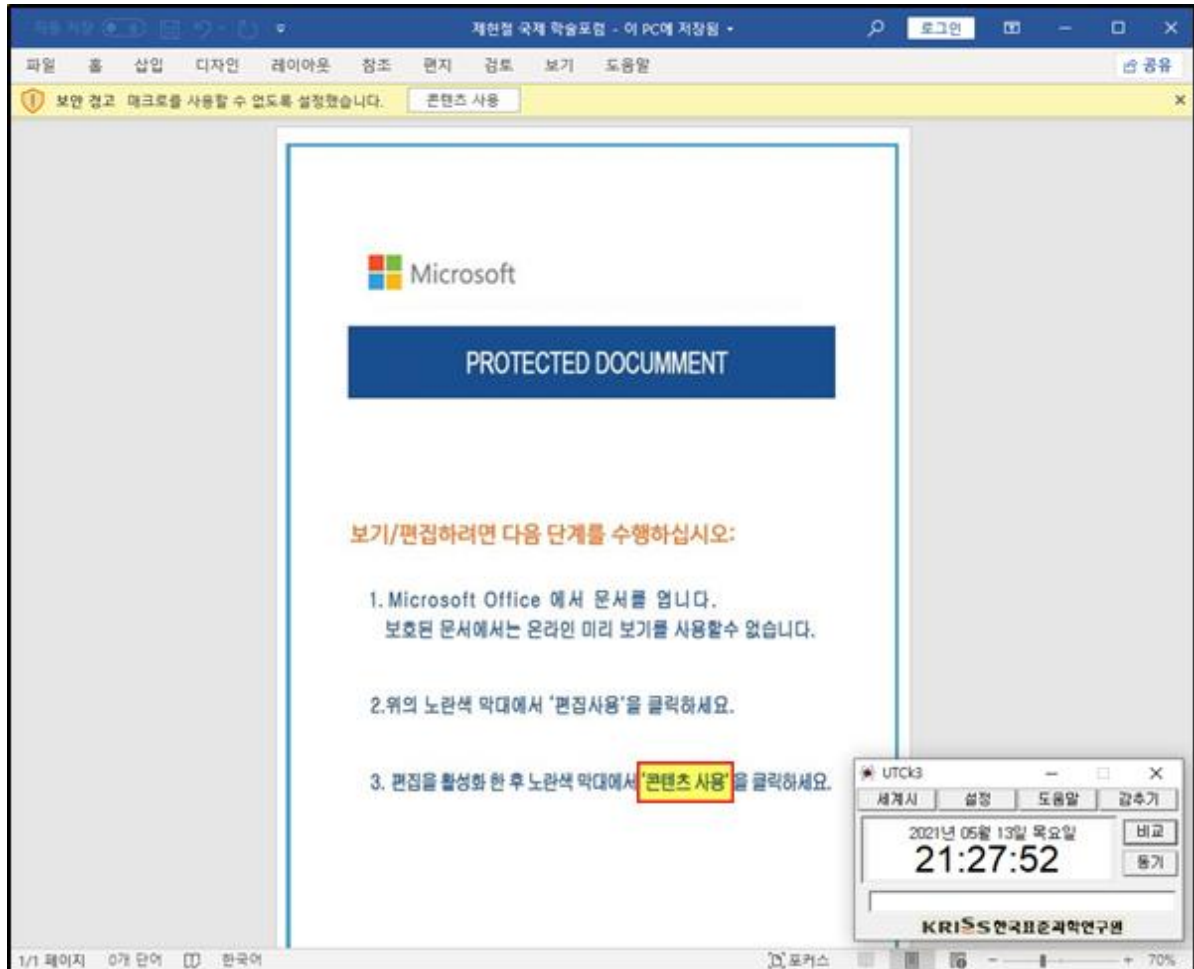 자동 저장
제헌절 국제 학술포럼 - 이 PC에 저장됨
로그인
파일 홈 삽입 디자인 레이아웃 참조 편지 검토 보기 도움말 공유
보안 경고 매크로를 사용할 수 없도록 설정했습니다. 콘텐츠 사용
Microsoft
PROTECTED DOCUMMENT
보기/편집하려면 다음 단계를 수행하십시오:
1. Microsoft Office 에서 문서를 엽니다.
보호된 문서에서는 온라인 미리 보기를 사용할수 없습니다.
2.위의 노란색 막대에서 '편집사용'을 클릭하세요.
3. 편집을 활성화 한 후 노란색 막대에서 '콘텐츠 사용' 을 클릭하세요.
UTCk3
세계시 설정 도움말 감추기
2021년 05월 13일 목요일 비교
21:27:52 동기
KRISS 한국표준과학연구원
1/1 페이지 0개 단어 한국어 포커스 70%